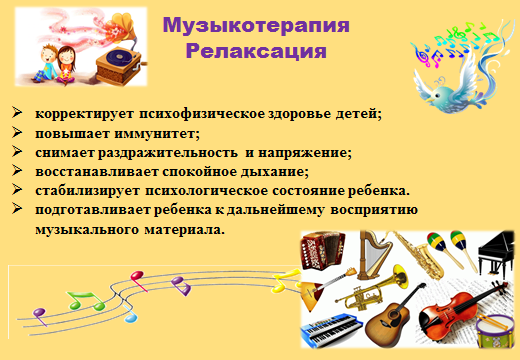 Музыкотерапия
Релаксация
➢ корректирует психофизическое здоровье детей;
➢ повышает иммунитет;
➢ снимает раздражительность и напряжение;
➢ восстанавливает спокойное дыхание;
➢ стабилизирует психологическое состояние ребенка.
➢ подготавливает ребенка к дальнейшему восприятию
музыкального материала.